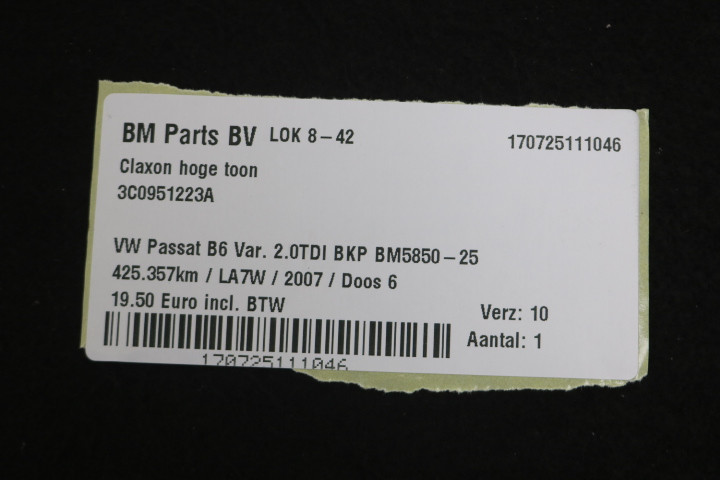 BM Parts BV LOK 8-42 170725111046
Claxon hoge toon
3C0951223A
VW Passat B6 Var. 2.0TDI BKP BM5850-25
425.357km / LA7W / 2007 / Doos 6
19.50 Euro incl. BTW Verz: 10
Aantal: 1
170725111046